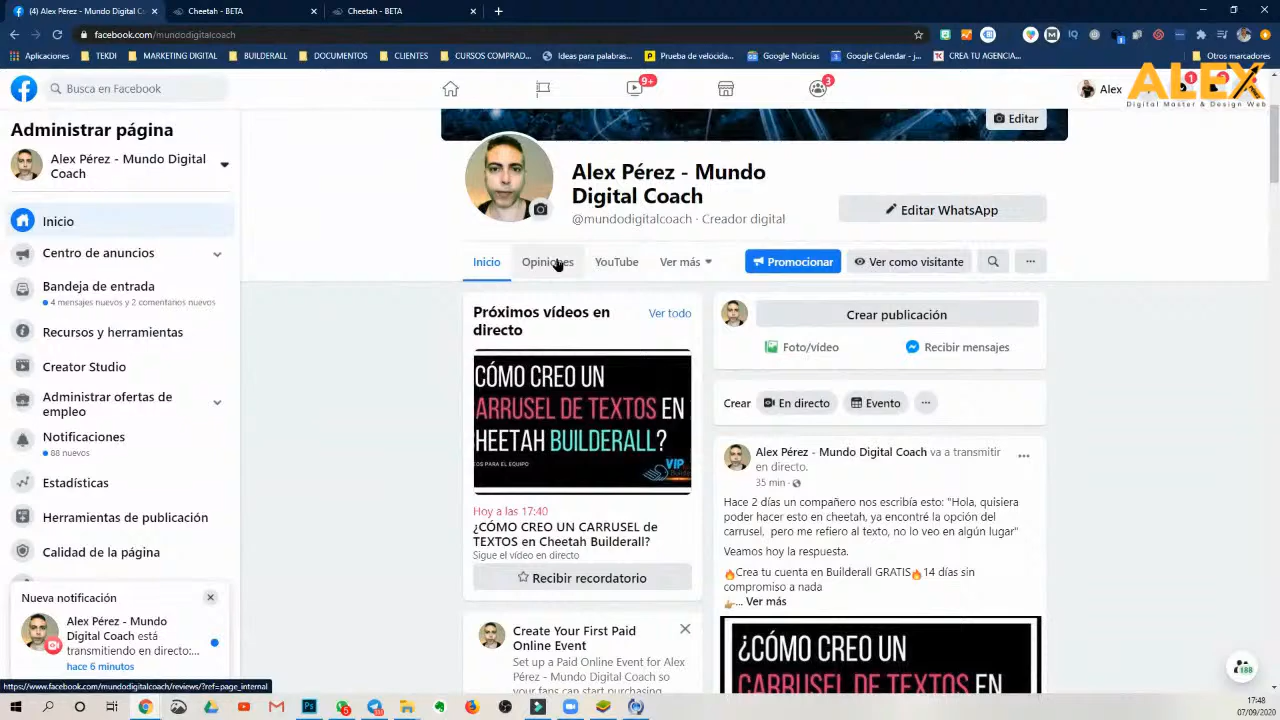 (4) Alex Pérez - Mundo Digital C
Cheetah - BETA
Cheetah - BETA
facebook.com/mundodigitalcoach
Aplicaciones
TEKDI
MARKETING DIGITAL
BUILDERALL
DOCUMENTOS
CLIENTES
CURSOS COMPRAD...
Ideas para palabras...
Prueba de velocida...
Google Noticias
Google Calendar - j...
CREA TU AGENCIA...
Otros marcadores
Busca en Facebook
9+
3
Alex
1
ALEX
Digital Master & Design Web
Administrar página
Alex Pérez - Mundo Digital
Coach
Inicio
Centro de anuncios
Bandeja de entrada
4 mensajes nuevos y 2 comentarios nuevos
Recursos y herramientas
Creator Studio
Administrar ofertas de
empleo
Notificaciones
88 nuevos
Estadísticas
Herramientas de publicación
Calidad de la página
Nueva notificación
Alex Pérez - Mundo
Digital Coach está
transmitiendo en directo:...
hace 6 minutos
https://www.facebook.com/mundodigitalcoach/reviews/?ref=page_internal
Editar
Alex Pérez - Mundo
Digital Coach
@mundodigitalcoach · Creador digital
Editar WhatsApp
Inicio
Opiniones
YouTube
Ver más
Promocionar
Ver como visitante
Próximos vídeos en
directo
Ver todo
CÓMO CREO UN
ARRUSEL DE TEXTOS EN
HEETAH BUILDERALL?
OS PARA EL EQUIPO
VIP
Builde
Hoy a las 17:40
¿CÓMO CREO UN CARRUSEL de
TEXTOS en Cheetah Builderall?
Sigue el vídeo en directo
Recibir recordatorio
Create Your First Paid
Online Event
Set up a Paid Online Event for Alex
Pérez - Mundo Digital Coach so
your fans can start purchasing
Crear publicación
Foto/vídeo
Recibir mensajes
Crear
En directo
Evento
Alex Pérez - Mundo Digital Coach va a transmitir
en directo.
35 min ·
Hace 2 días un compañero nos escribía esto: "Hola, quisiera
poder hacer esto en cheetah, ya encontré la opción del
carrusel, pero me refiero al texto, no lo veo en algún lugar"
Veamos hoy la respuesta.
🔥Crea tu cuenta en Builderall GRATIS🔥14 días sin
compromiso a nada
👉... Ver más
¿CÓMO CREO UN
CARRUSEL DE TEXTOS EN
188
17:48
07/09/2020